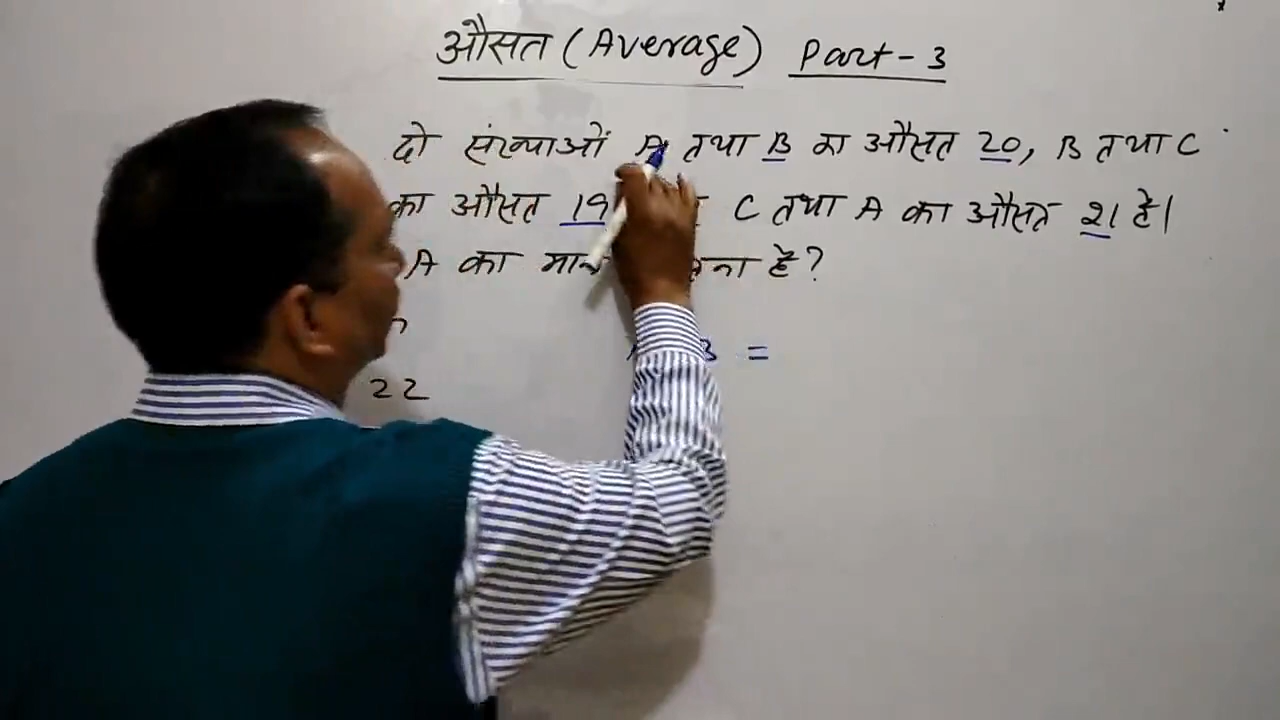 औसत (Average) Part-3
दो संख्याओं A तथा B का औसत 20, B तथा C
का औसत 19 C तथा A का औसत 21 है।
A का मान है?
B =
22